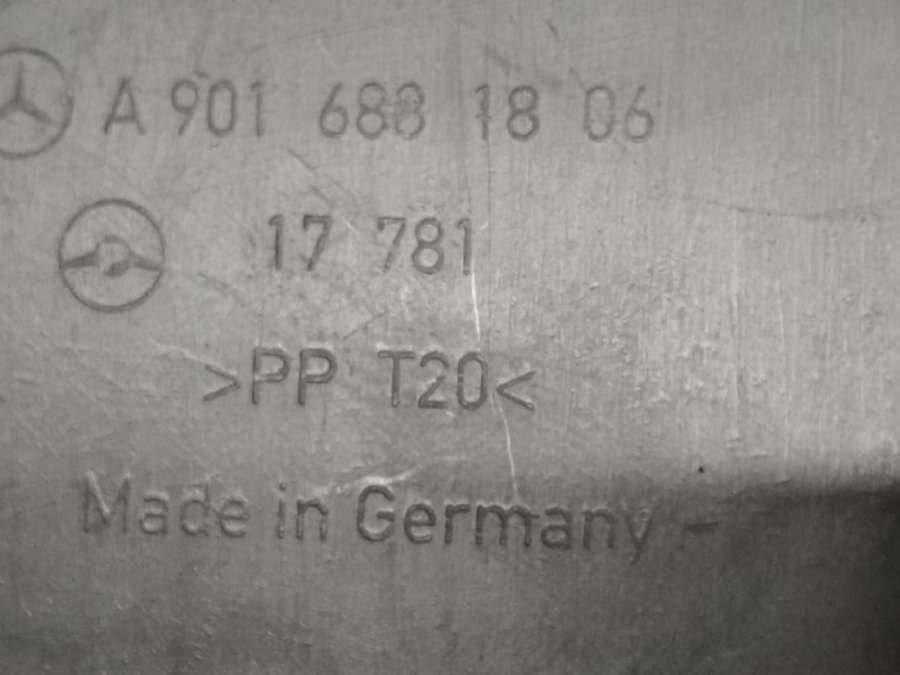 A 901 688 18 06
17 781
>PP T20<
Made in Germany -